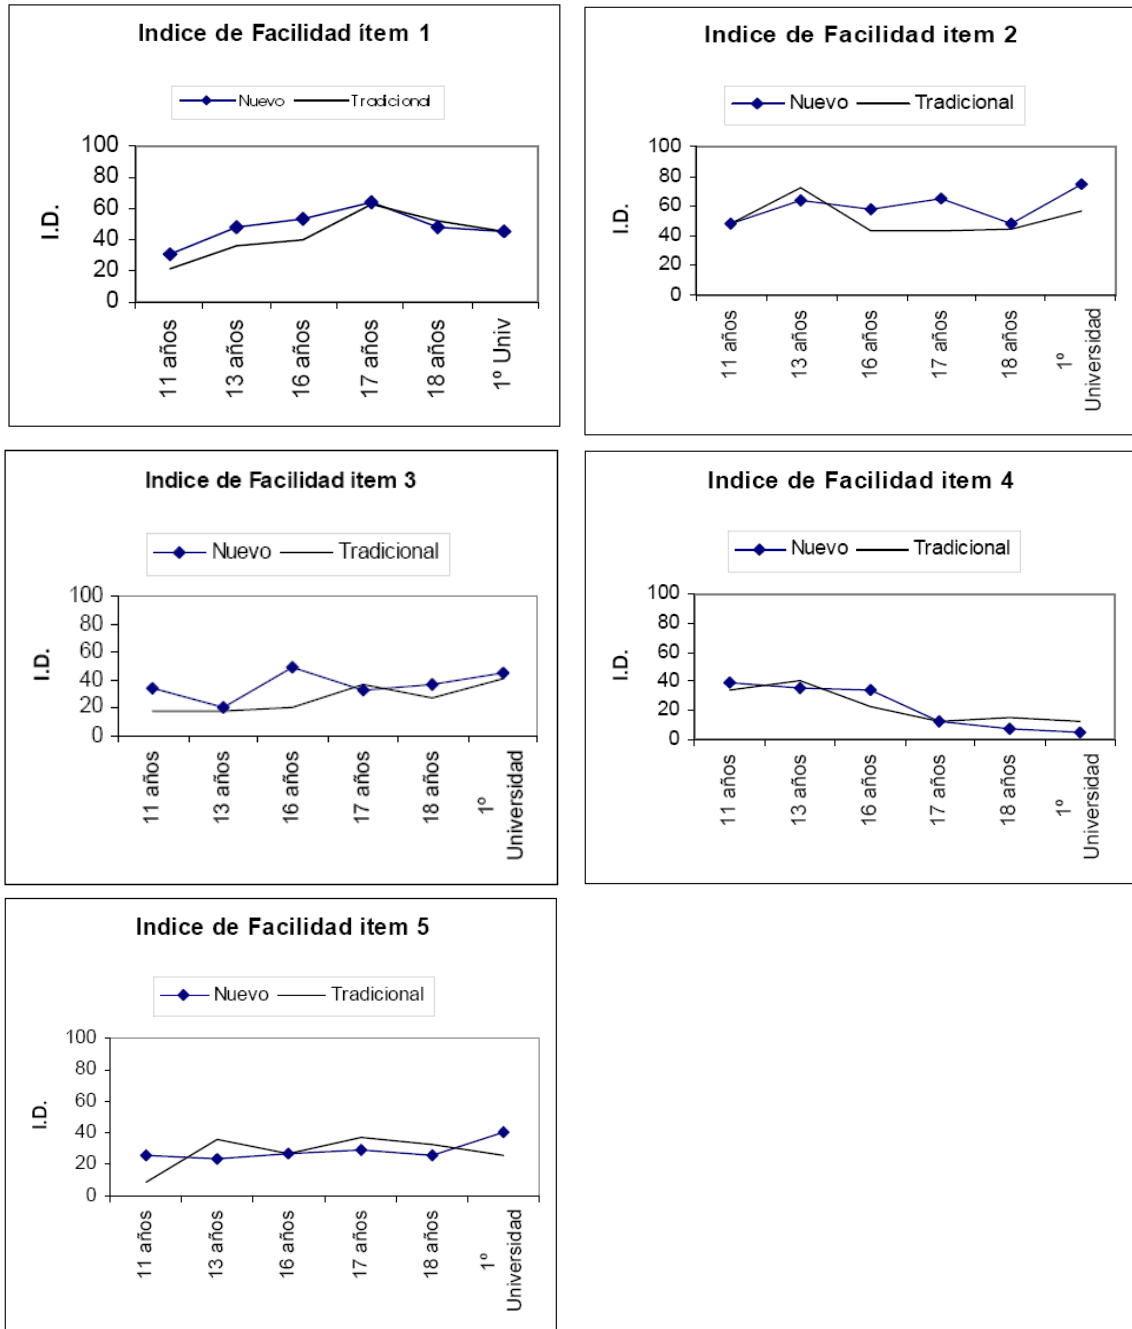 Indice de Facilidad ítem 1
Nuevo Tradicional
I.D.
100
80
60
40
20
0
11 años
13 años
16 años
17 años
18 años
1º Univ
Indice de Facilidad item 2
Nuevo Tradicional
I.D.
100
80
60
40
20
0
11 años
13 años
16 años
17 años
18 años
1º
Universidad
Indice de Facilidad item 3
Nuevo Tradicional
I.D.
100
80
60
40
20
0
11 años
13 años
16 años
17 años
18 años
1º
Universidad
Indice de Facilidad item 4
Nuevo Tradicional
I.D.
100
80
60
40
20
0
11 años
13 años
16 años
17 años
18 años
1º
Universidad
Indice de Facilidad item 5
Nuevo Tradicional
I.D.
100
80
60
40
20
0
11 años
13 años
16 años
17 años
18 años
1º
Universidad